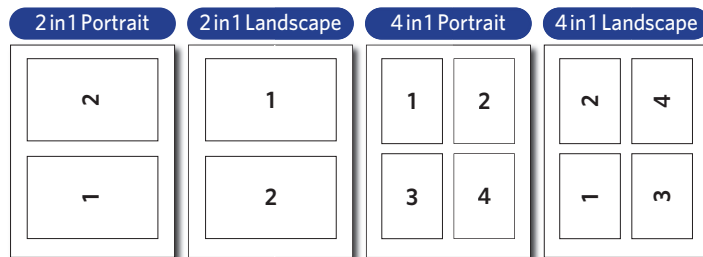 2 in 1 Portrait
2
1
2 in 1 Landscape
1
2
4 in 1 Portrait
1 2
3 4
4 in 1 Landscape
2 4
1 3